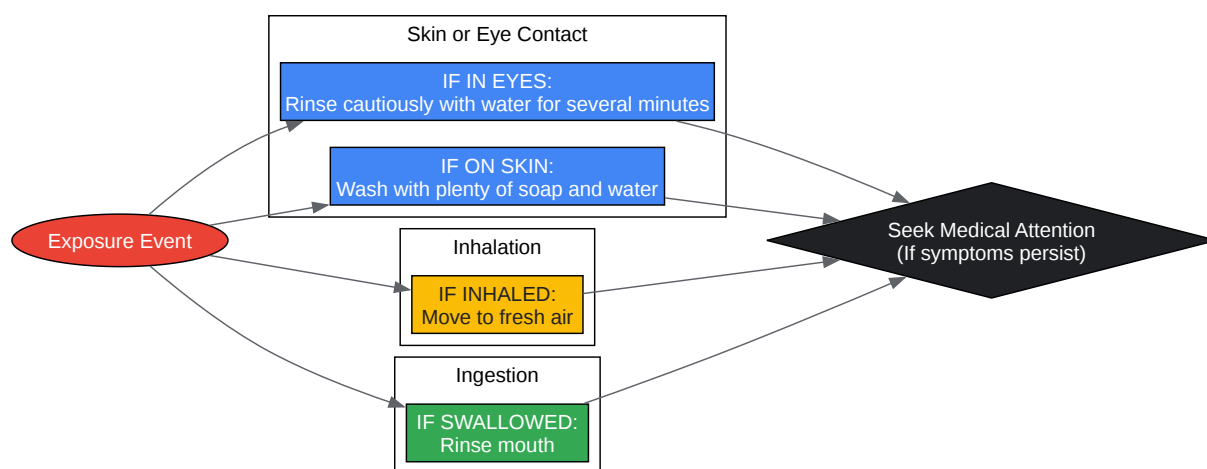 Skin or Eye Contact
IF IN EYES:
Rinse cautiously with water for several minutes
IF ON SKIN:
Wash with plenty of soap and water
Exposure Event
Inhalation
IF INHALED:
Move to fresh air
Ingestion
IF SWALLOWED:
Rinse mouth
Seek Medical Attention
(If symptoms persist)